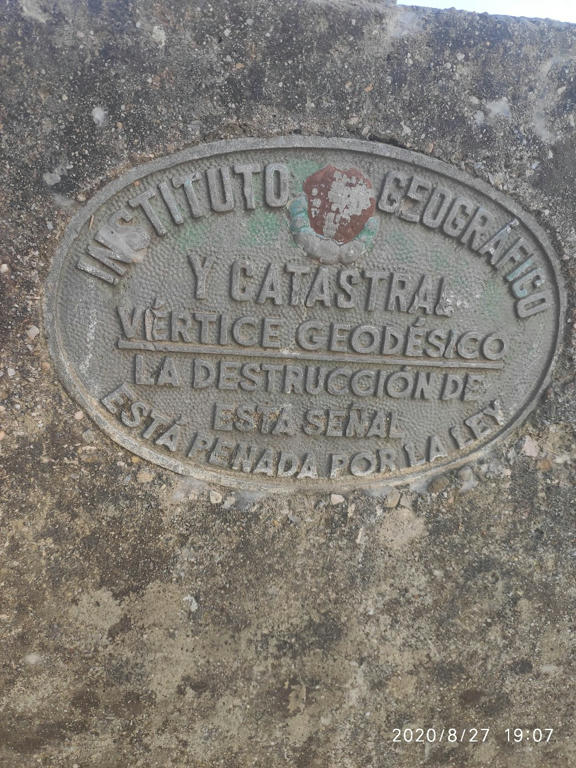 INSTITUTO GEOGRÁFICO
Y CATASTRAL
VÉRTICE GEODÉSICO
LA DESTRUCCIÓN DE
ESTA SEÑAL
ESTÁ PENADA POR LA LEY
2020/8/27 19:07